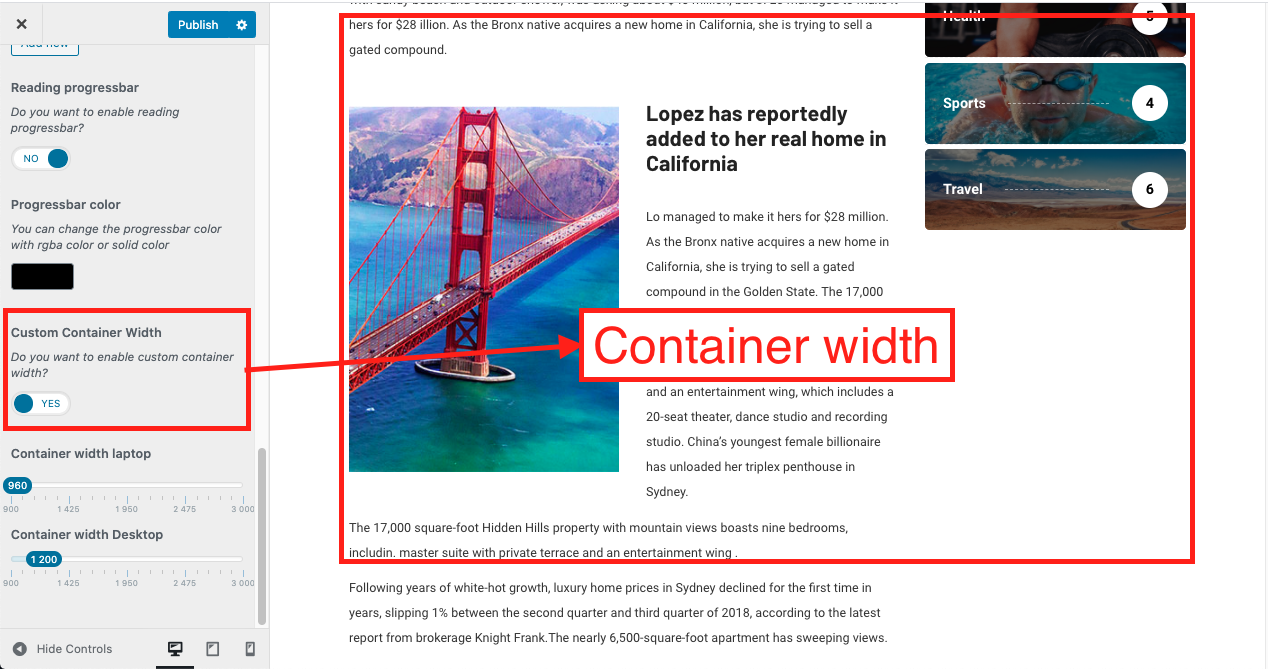 Publish
Add new
Reading progressbar
Do you want to enable reading
progressbar?
NO
Progressbar color
You can change the progressbar color
with rgba color or solid color
Custom Container Width
Do you want to enable custom container
width?
YES
Container width laptop
960
900 1 425 1 950 2 475 3 000
Container width Desktop
1 200
900 1 425 1 950 2 475 3 000
Hide Controls
hers for $28 illion. As the Bronx native acquires a new home in California, she is trying to sell a
gated compound.
Lopez has reportedly
added to her real home in
California
Lo managed to make it hers for $28 million.
As the Bronx native acquires a new home in
California, she is trying to sell a gated
compound in the Golden State. The 17,000
Container width
and an entertainment wing, which includes a
20-seat theater, dance studio and recording
studio. China’s youngest female billionaire
has unloaded her triplex penthouse in
Sydney.
The 17,000 square-foot Hidden Hills property with mountain views boasts nine bedrooms,
includin. master suite with private terrace and an entertainment wing .
Following years of white-hot growth, luxury home prices in Sydney declined for the first time in
years, slipping 1% between the second quarter and third quarter of 2018, according to the latest
report from brokerage Knight Frank.The nearly 6,500-square-foot apartment has sweeping views.
Health 5
Sports 4
Travel 6